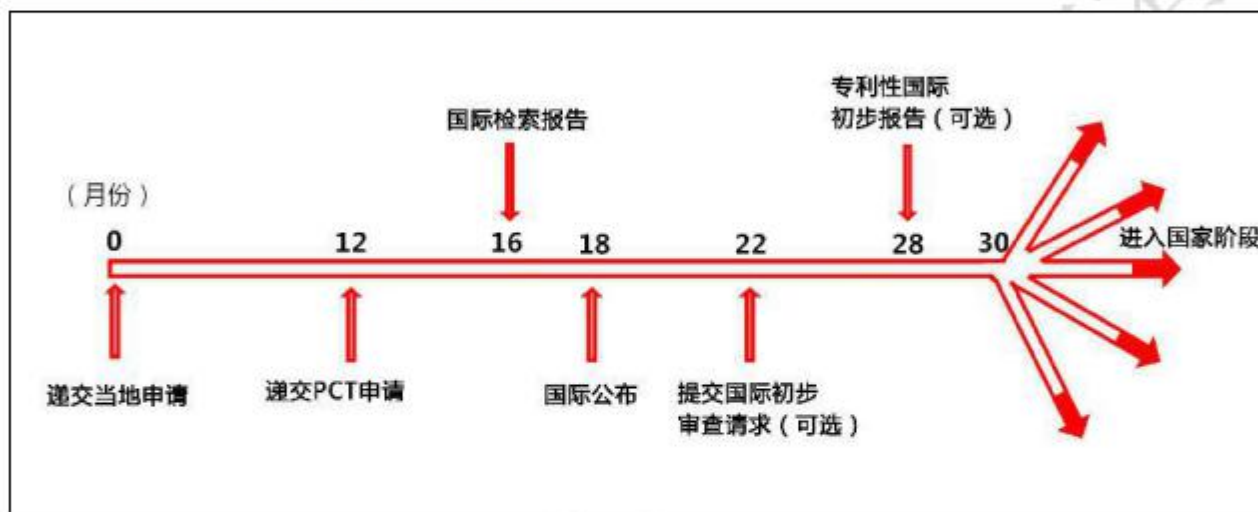 专利性国际
初步报告（可选）
国际检索报告
（月份）
0 12 16 18 22 28 30
进入国家阶段
递交当地申请
递交PCT申请
国际公布
提交国际初步
审查请求（可选）